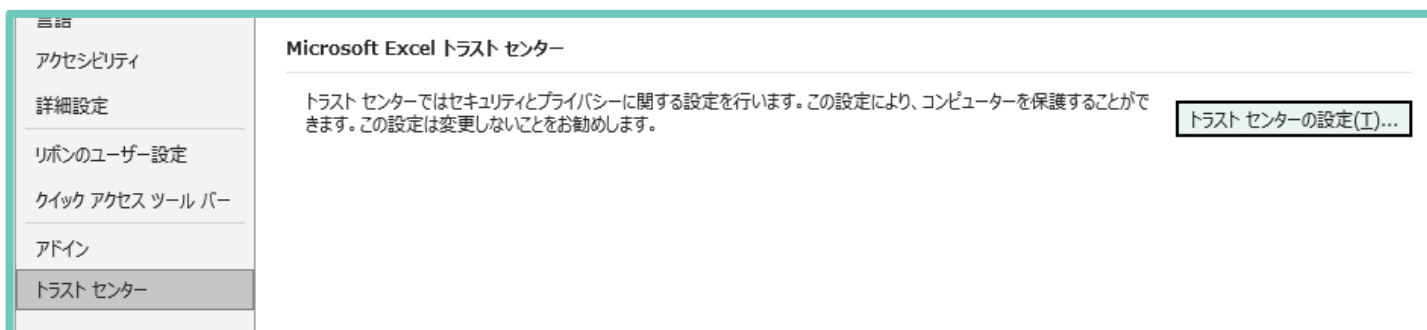 言語
アクセシビリティ
詳細設定
リボンのユーザー設定
クイック アクセス ツール バー
アドイン
トラスト センター
Microsoft Excel トラスト センター
トラスト センターではセキュリティとプライバシーに関する設定を行います。この設定により、コンピューターを保護することがで
きます。この設定は変更しないことをお勧めします。
トラスト センターの設定(T)...